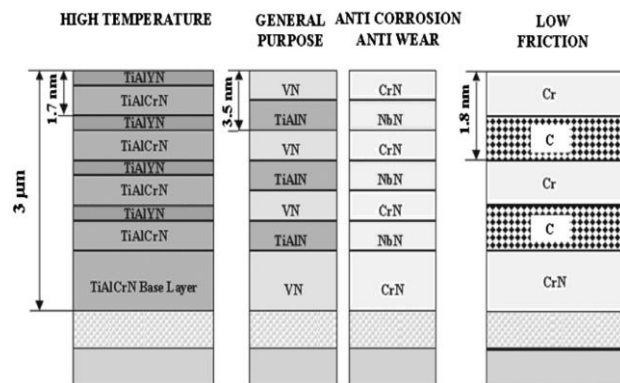 HIGH TEMPERATURE
GENERAL
PURPOSE
ANTI CORROSION
ANTI WEAR
LOW
FRICTION
3 µm
1.7 nm
TiAlYN
TiAlCrN
TiAlYN
TiAlCrN
TiAlYN
TiAlCrN
TiAlYN
TiAlCrN
TiAlCrN Base Layer
3.5 nm
VN
TiAlN
VN
TiAlN
VN
TiAlN
VN
CrN
NbN
CrN
NbN
CrN
NbN
CrN
1.8 nm
Cr
C
Cr
C
CrN